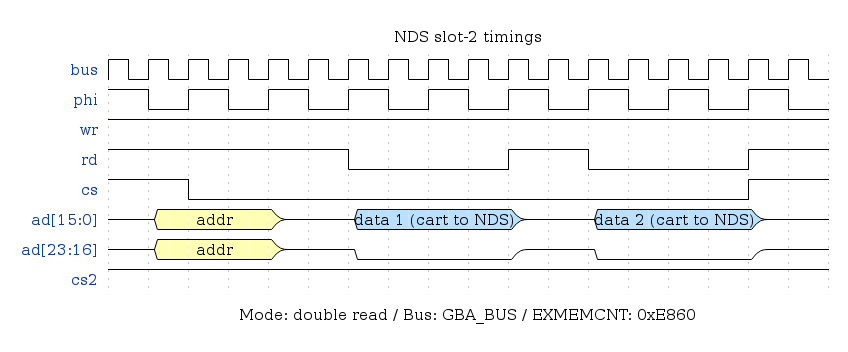 NDS slot-2 timings
bus
phi
wr
rd
cs
ad[15:0] addr data 1 (cart to NDS) data 2 (cart to NDS)
ad[23:16] addr
cs2
Mode: double read / Bus: GBA_BUS / EXMEMCNT: 0xE860